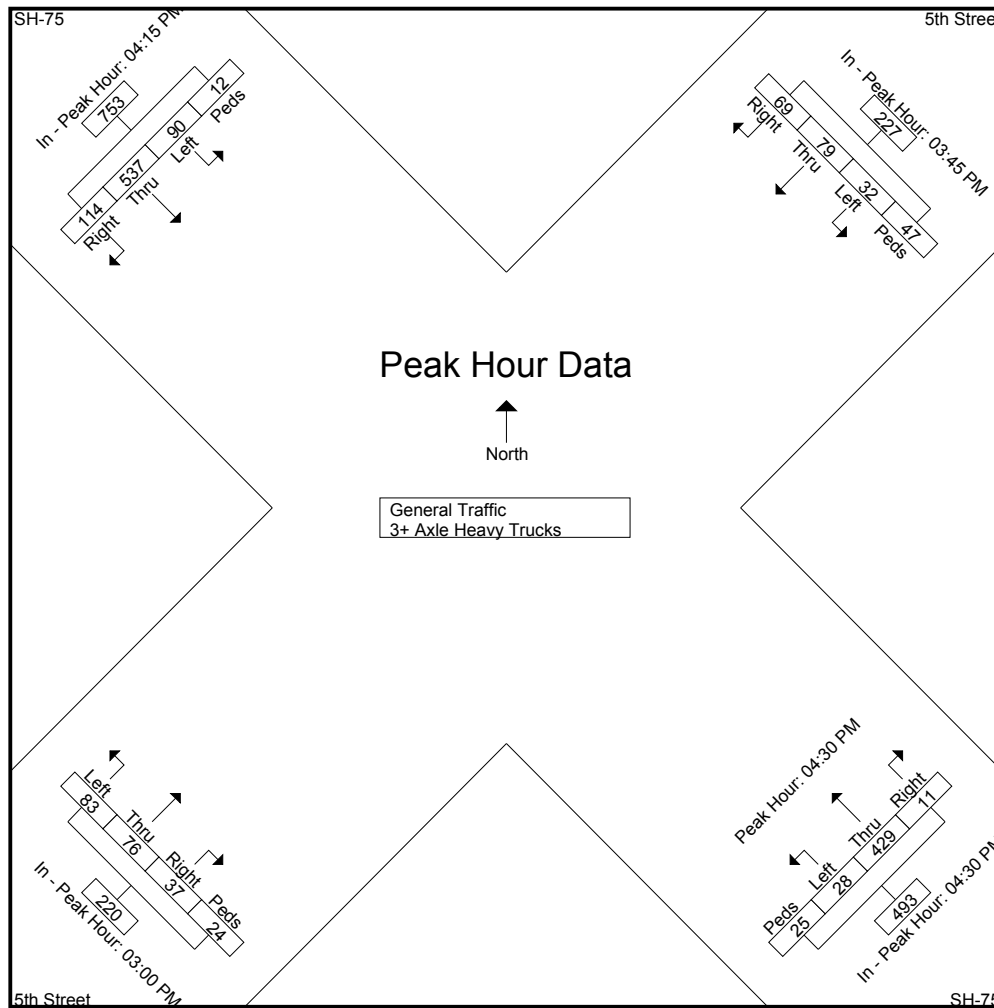 SH-75
5th Stree
In - Peak Hour: 04:15 PM
753
114
537
90
12
Right
Thru
Left
Peds
In - Peak Hour: 03:45 PM
227
69
79
32
47
Right
Thru
Left
Peds
Peak Hour Data
North
General Traffic
3+ Axle Heavy Trucks
Left
Thru
Right
Peds
83
76
37
24
220
In - Peak Hour: 03:00 PM
5th Street
Peak Hour: 04:30 PM
Peds
Left
Thru
Right
25
28
429
11
493
In - Peak Hour: 04:30 PM
SH-75